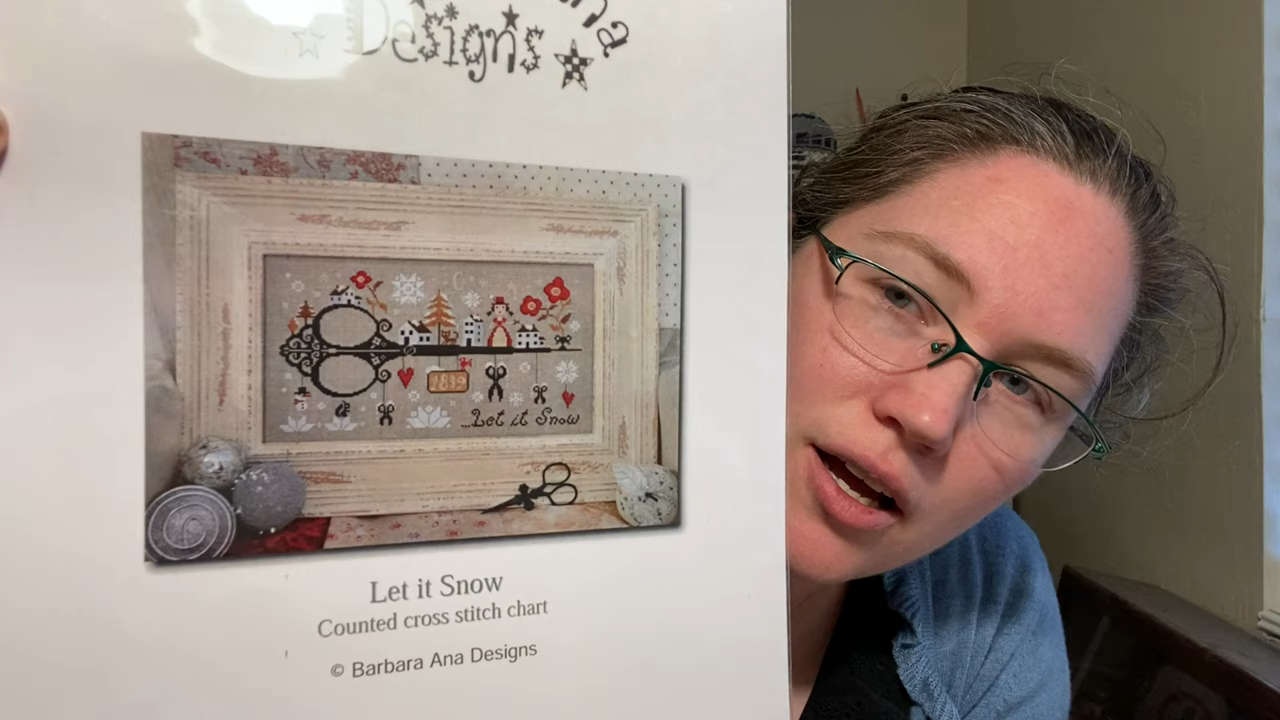 Designs
1839
...Let it Snow
Let it Snow
Counted cross stitch chart
© Barbara Ana Designs